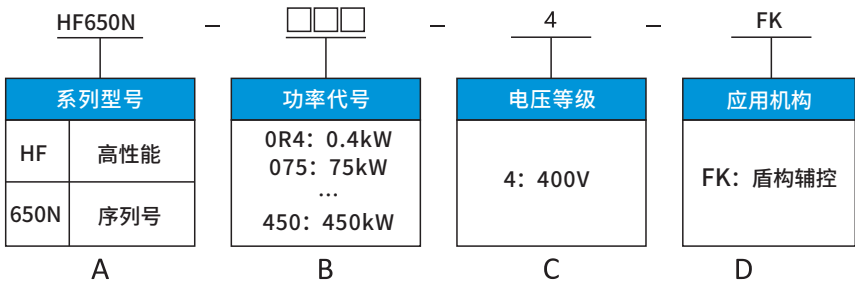 HF650N — □□□ — 4 — FK
系列型号 功率代号 电压等级 应用机构
HF 高性能
650N 序列号
0R4：0.4kW
075：75kW
...
450：450kW
4：400V
FK：盾构辅控
A B C D